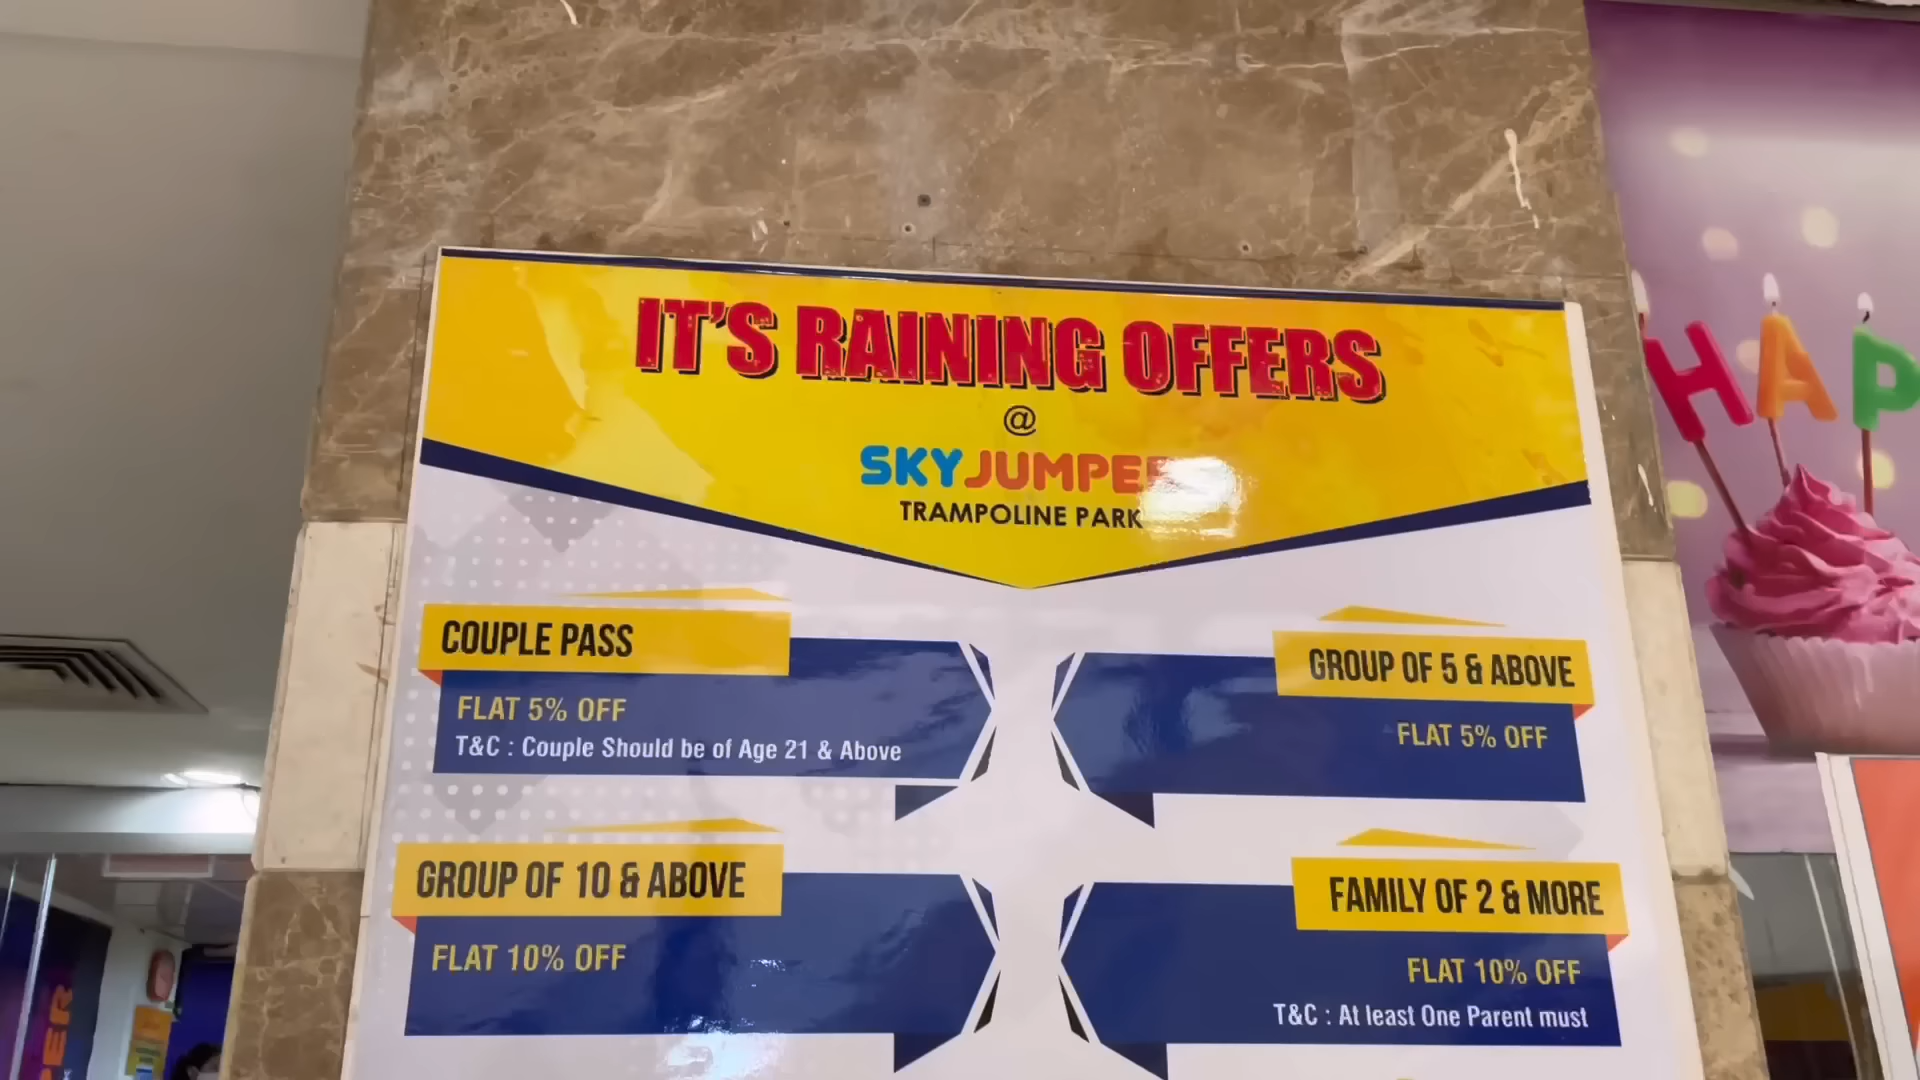 IT'S RAINING OFFERS
@
SKYJUMPER
TRAMPOLINE PARK
COUPLE PASS
FLAT 5% OFF
T&C : Couple Should be of Age 21 & Above
GROUP OF 5 & ABOVE
FLAT 5% OFF
GROUP OF 10 & ABOVE
FLAT 10% OFF
FAMILY OF 2 & MORE
FLAT 10% OFF
T&C : At least One Parent must
HAP
PER